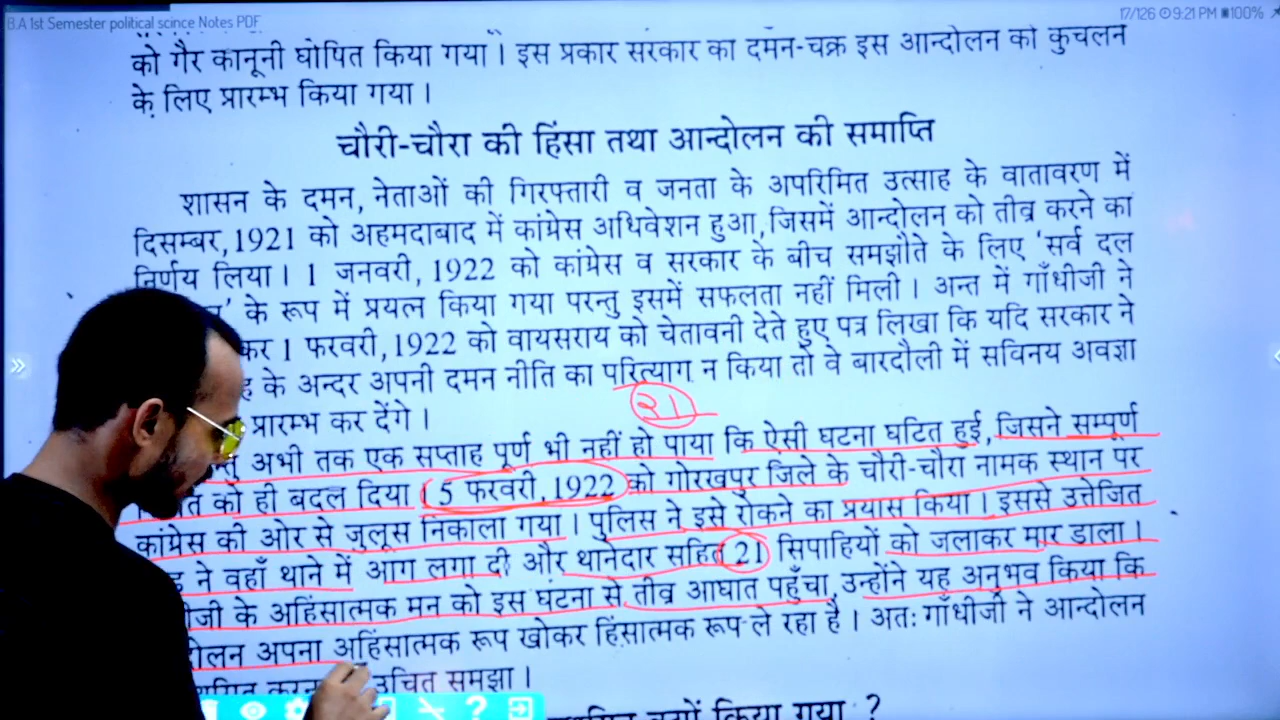 B.A 1st Semester political scince Notes PDF
17/126 9:21 PM 100%
को गैर कानूनी घोषित किया गया। इस प्रकार सरकार का दमन-चक्र इस आन्दोलन को कुचलन
के लिए प्रारम्भ किया गया।
चौरी-चौरा की हिंसा तथा आन्दोलन की समाप्ति
शासन के दमन, नेताओं की गिरफ्तारी व जनता के अपरिमित उत्साह के वातावरण में
दिसम्बर, 1921 को अहमदाबाद में कांग्रेस अधिवेशन हुआ, जिसमें आन्दोलन को तीव्र करने का
निर्णय लिया। 1 जनवरी, 1922 को कांग्रेस व सरकार के बीच समझौते के लिए 'सर्व दल
' के रूप में प्रयत्न किया गया परन्तु इसमें सफलता नहीं मिली। अन्त में गाँधीजी ने
कर 1 फरवरी, 1922 को वायसराय को चेतावनी देते हुए पत्र लिखा कि यदि सरकार ने
के अन्दर अपनी दमन नीति का परित्याग न किया तो वे बारदौली में सविनय अवज्ञा
प्रारम्भ कर देंगे।
21
अभी तक एक सप्ताह पूर्ण भी नहीं हो पाया कि ऐसी घटना घटित हुई, जिसने सम्पूर्ण
को ही बदल दिया। 5 फरवरी, 1922 को गोरखपुर जिले के चौरी-चौरा नामक स्थान पर
कांग्रेस की ओर से जुलूस निकाला गया। पुलिस ने इसे रोकने का प्रयास किया। इससे उत्तेजित
ने वहाँ थाने में आग लगा दी और थानेदार सहित 21 सिपाहियों को जलाकर मार डाला।
जी के अहिंसात्मक मन को इस घटना से तीव्र आघात पहुँचा, उन्होंने यह अनुभव किया कि
अपना अहिंसात्मक रूप खोकर हिंसात्मक रूप ले रहा है। अतः गाँधीजी ने आन्दोलन
उचित समझा।
क्यों किया गया ?